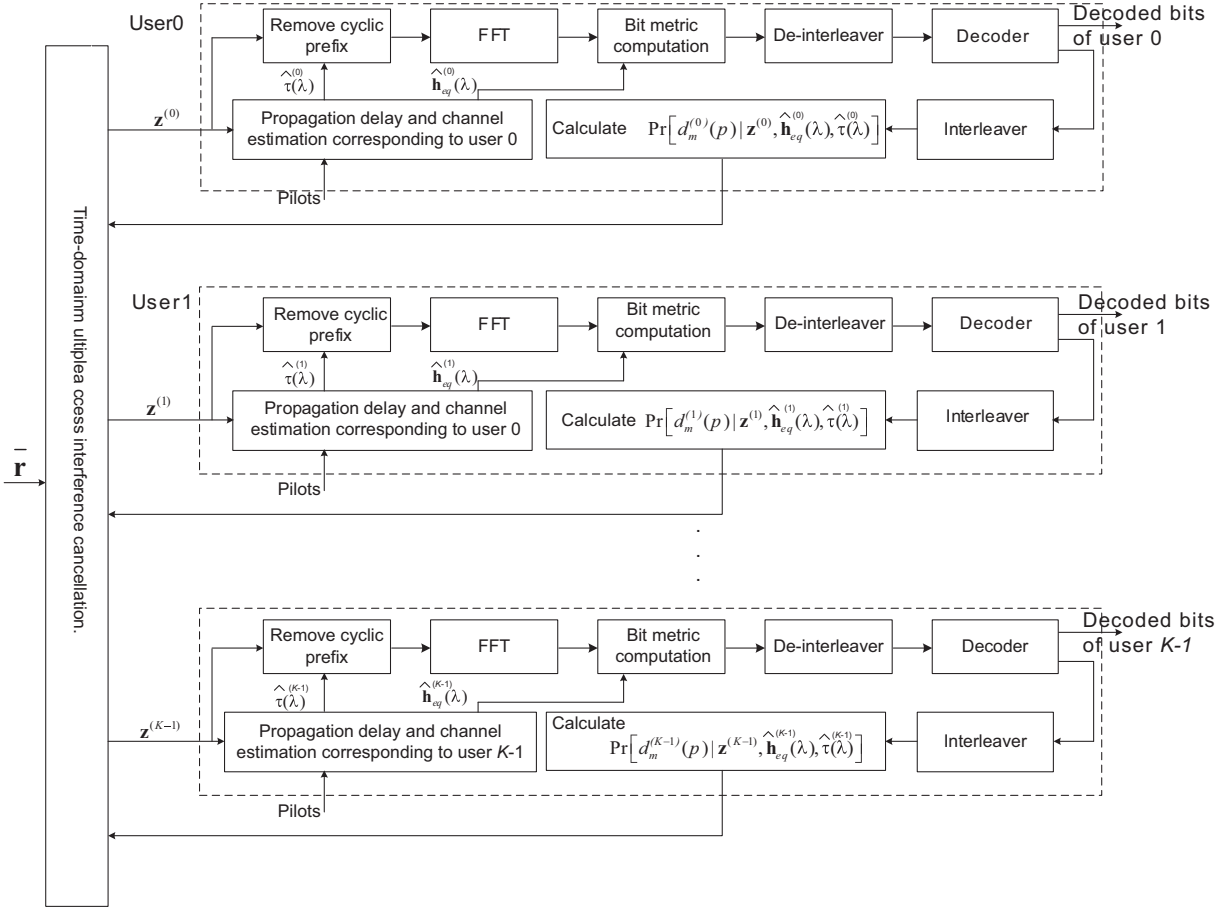 User0
Remove cyclic
prefix
FFT
Bit metric
computation
De-interleaver
Decoder
Decoded bits
of user 0
τ̂(λ)^(0)
ĥ_eq^(0)(λ)
z^(0)
Propagation delay and channel
estimation corresponding to user 0
Calculate Pr[d_m^(0)(p) | z^(0), ĥ_eq^(0)(λ), τ̂(λ)^(0)]
Interleaver
Pilots
Time-domainm ultiplea ccess interference cancellation.
User1
Remove cyclic
prefix
FFT
Bit metric
computation
De-interleaver
Decoder
Decoded bits
of user 1
τ̂(λ)^(1)
ĥ_eq^(1)(λ)
z^(1)
Propagation delay and channel
estimation corresponding to user 0
Calculate Pr[d_m^(1)(p) | z^(1), ĥ_eq^(1)(λ), τ̂(λ)^(1)]
Interleaver
r̄
Pilots
.
.
.
Remove cyclic
prefix
FFT
Bit metric
computation
De-interleaver
Decoder
Decoded bits
of user K-1
τ̂(λ)^(K-1)
ĥ_eq^(K-1)(λ)
z^(K-1)
Propagation delay and channel
estimation corresponding to user K-1
Calculate
Pr[d_m^(K-1)(p) | z^(K-1), ĥ_eq^(K-1)(λ), τ̂(λ)^(K-1)]
Interleaver
Pilots